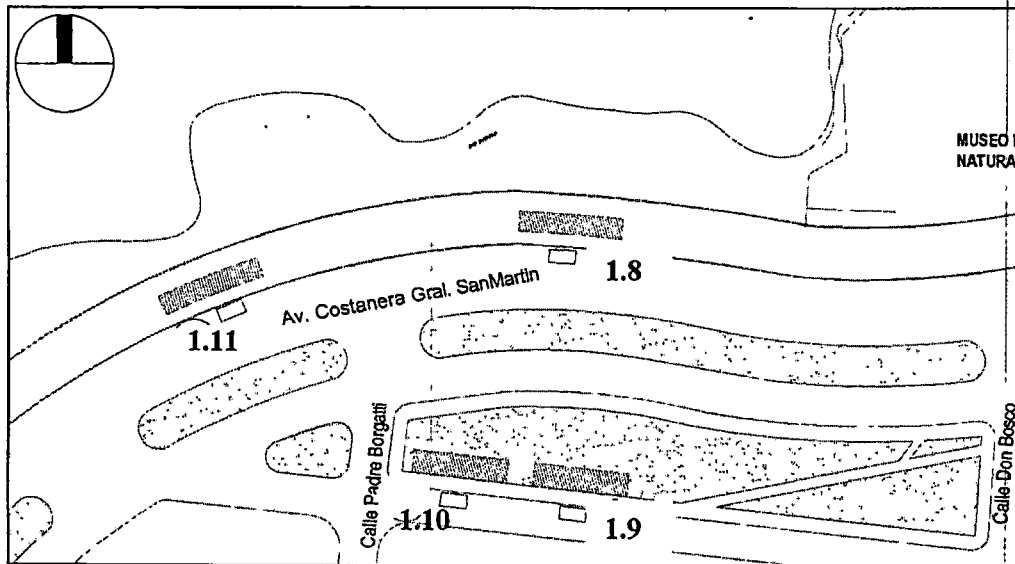 MUSEO
NATURA
1.8
Av. Costanera Gral. SanMartin
1.11
Calle Padre Borgatti
Calle Don Bosco
1.10
1.9